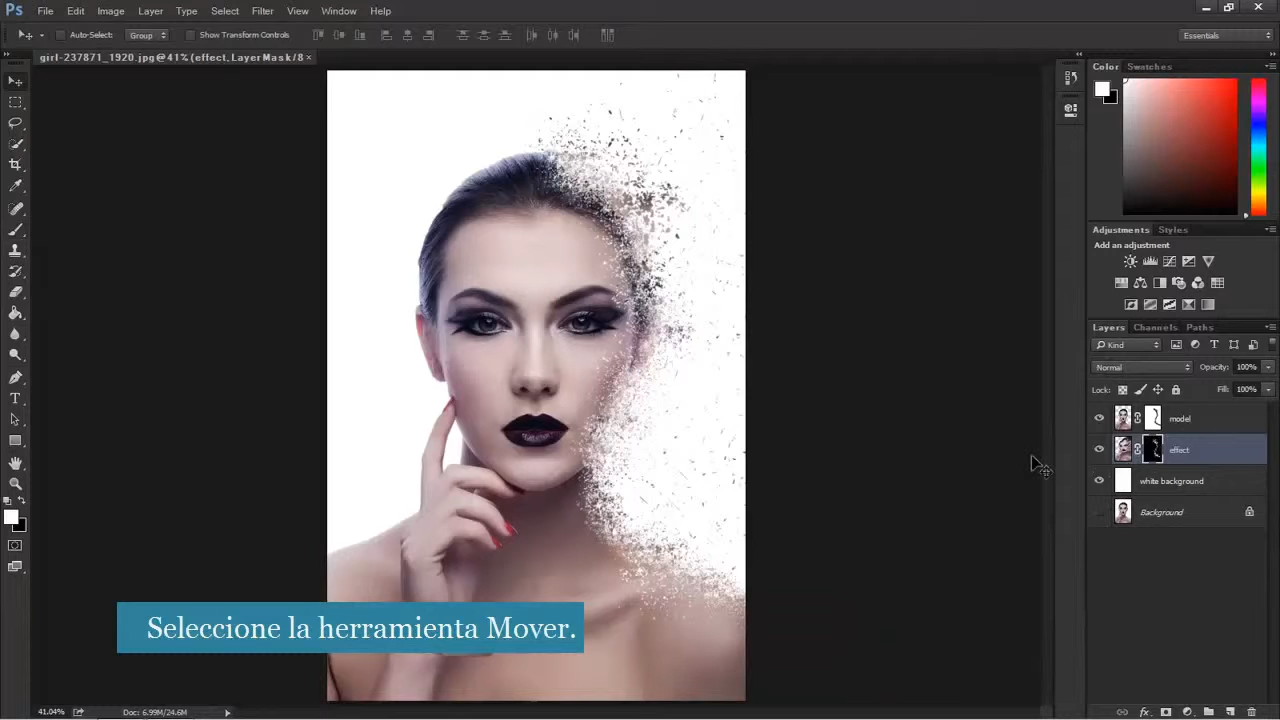 Ps File Edit Image Layer Type Select Filter View Window Help
Auto-Select: Group Show Transform Controls Essentials
girl-237871_1920.jpg @ 41% (effect, Layer Mask/8 ×
Color Swatches
Adjustments Styles
Add an adjustment
Layers Channels Paths
Kind
Normal Opacity: 100%
Lock: Fill: 100%
model
effect
white background
Background
Seleccione la herramienta Mover.
41.04% Doc: 6.99M/24.6M
fx